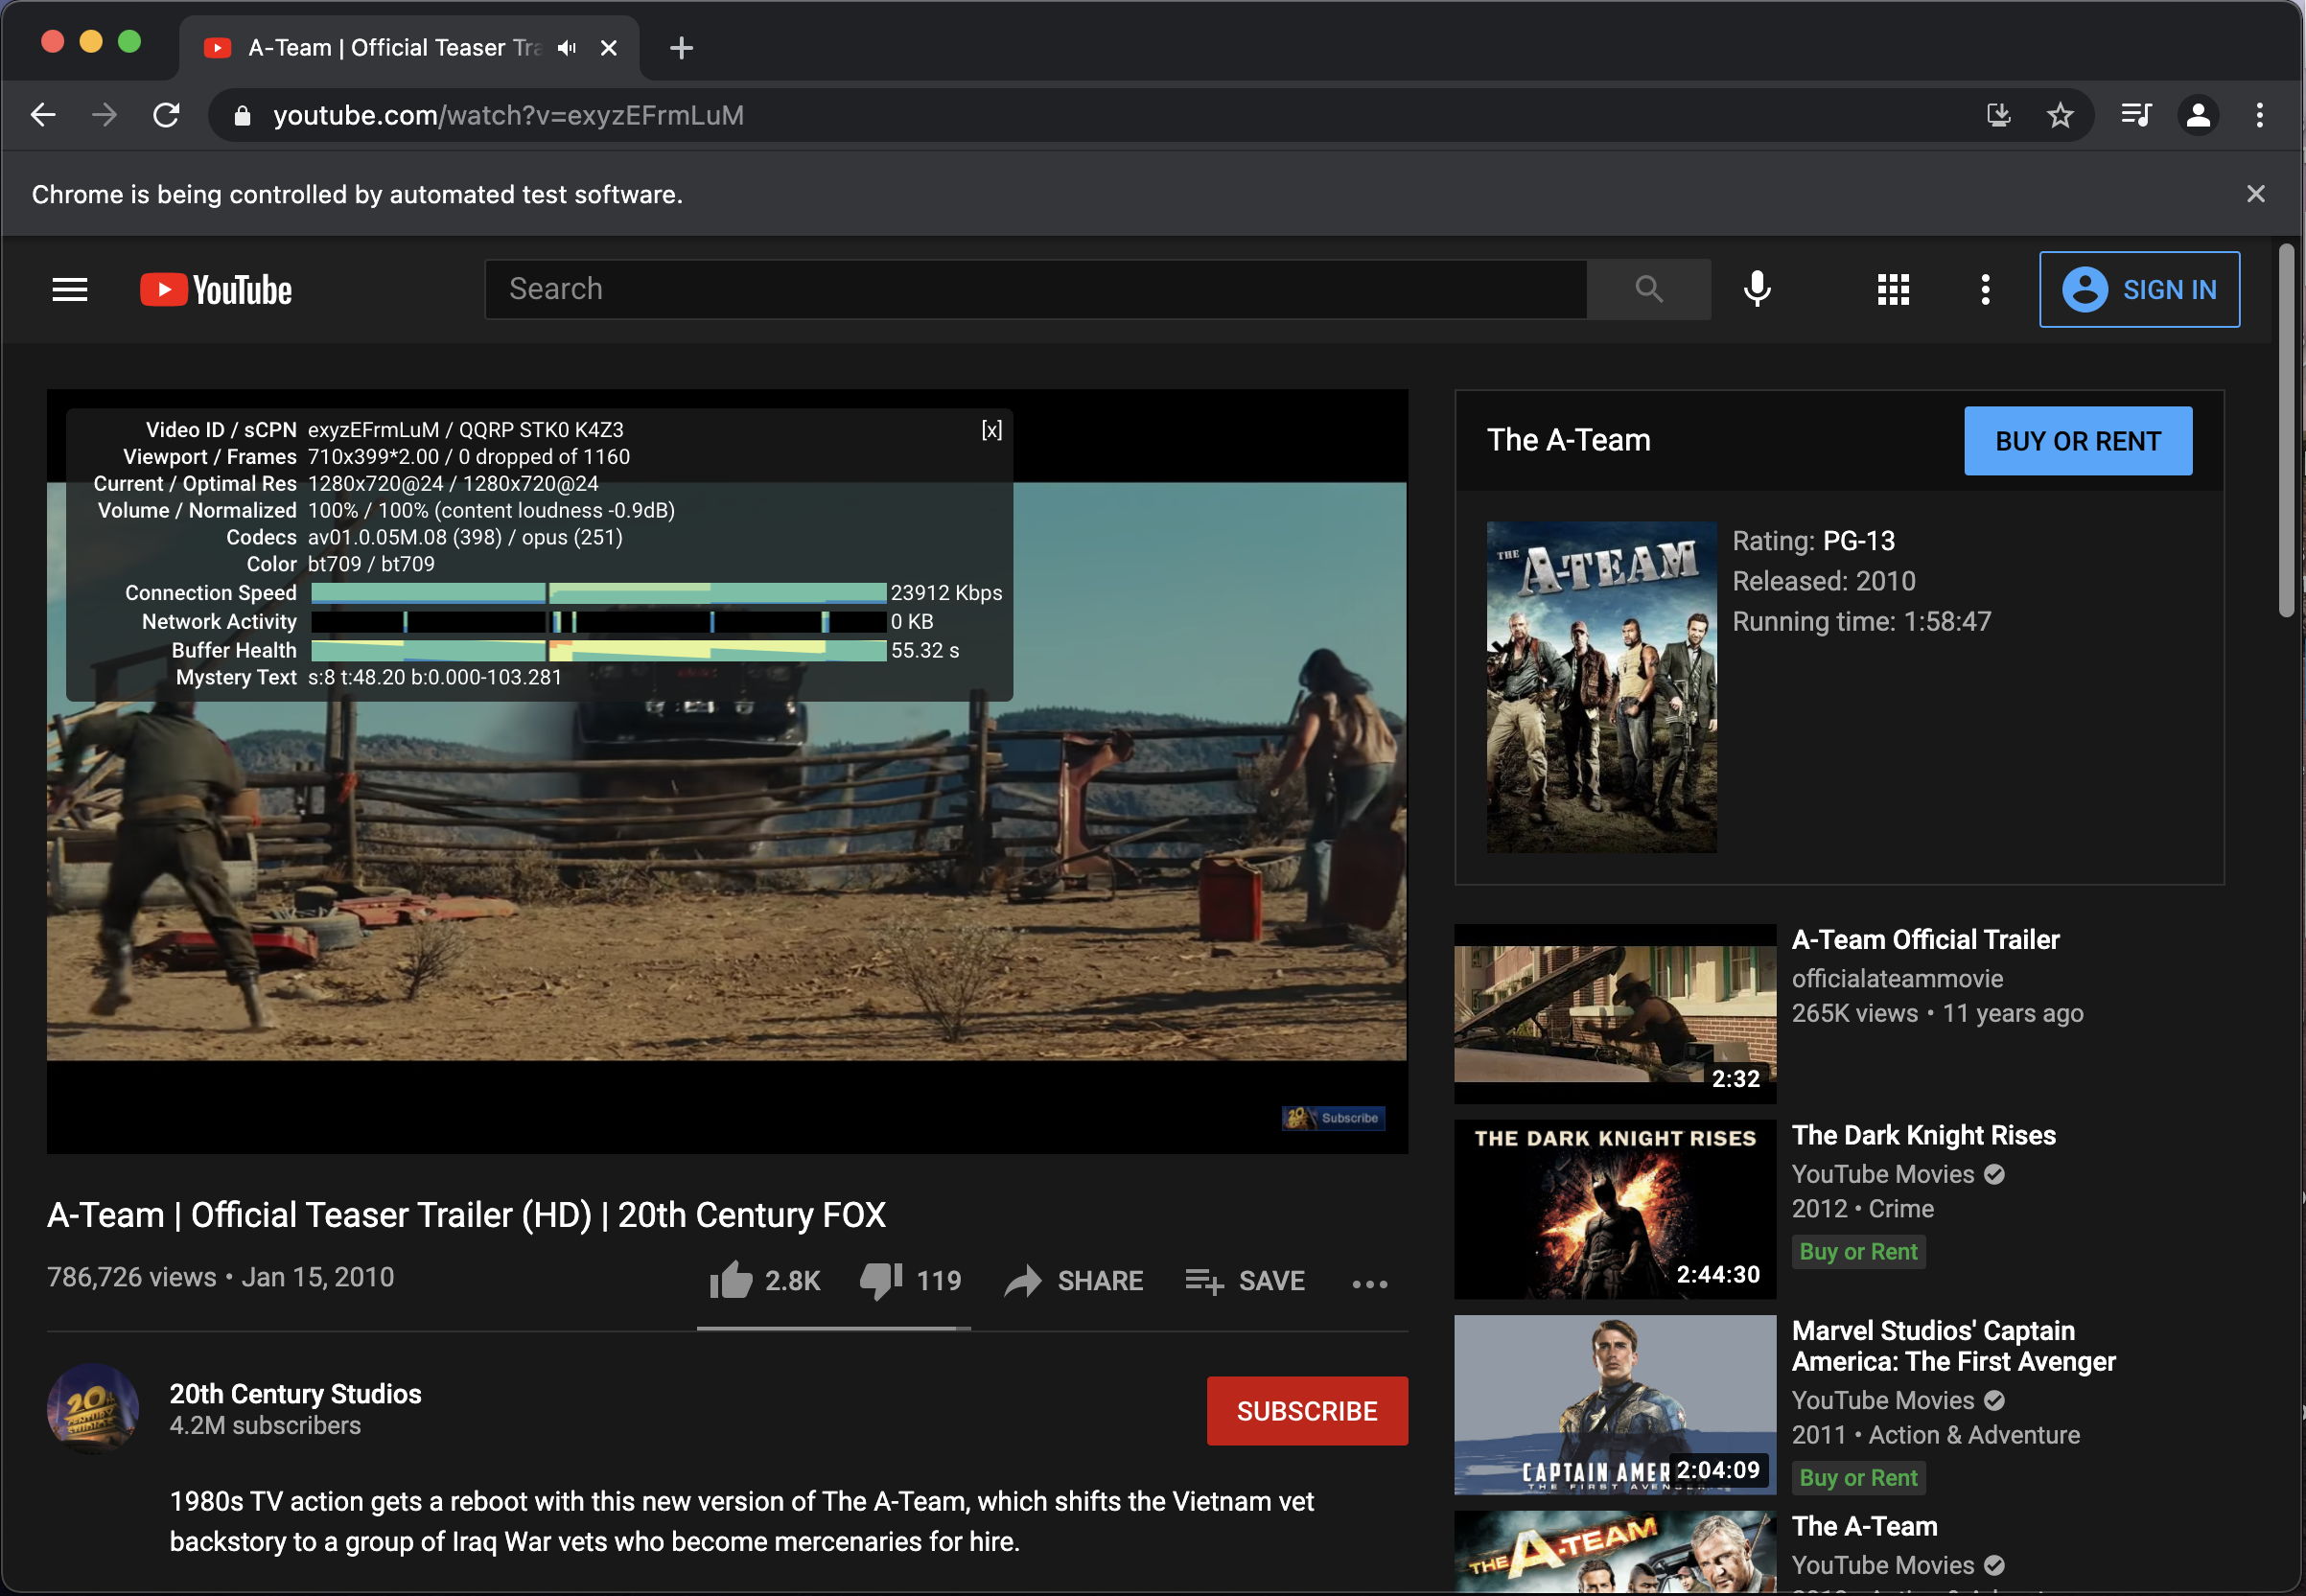 A-Team | Official Teaser Tra
youtube.com/watch?v=exyzEFrmLuM
Chrome is being controlled by automated test software.
YouTube
Search
SIGN IN
Video ID / sCPN exyzEFrmLuM / QQRP STK0 K4Z3 [x]
Viewport / Frames 710x399*2.00 / 0 dropped of 1160
Current / Optimal Res 1280x720@24 / 1280x720@24
Volume / Normalized 100% / 100% (content loudness -0.9dB)
Codecs av01.0.05M.08 (398) / opus (251)
Color bt709 / bt709
Connection Speed 23912 Kbps
Network Activity 0 KB
Buffer Health 55.32 s
Mystery Text s:8 t:48.20 b:0.000-103.281
Subscribe
A-Team | Official Teaser Trailer (HD) | 20th Century FOX
786,726 views • Jan 15, 2010
2.8K 119 SHARE SAVE
20th Century Studios
4.2M subscribers
SUBSCRIBE
1980s TV action gets a reboot with this new version of The A-Team, which shifts the Vietnam vet
backstory to a group of Iraq War vets who become mercenaries for hire.
The A-Team
BUY OR RENT
THE A-TEAM
Rating: PG-13
Released: 2010
Running time: 1:58:47
2:32
A-Team Official Trailer
officialateammovie
265K views • 11 years ago
THE DARK KNIGHT RISES
2:44:30
The Dark Knight Rises
YouTube Movies
2012 • Crime
Buy or Rent
CAPTAIN AMER
THE FIRST AVENGER
2:04:09
Marvel Studios' Captain
America: The First Avenger
YouTube Movies
2011 • Action & Adventure
Buy or Rent
THE A-TEAM
The A-Team
YouTube Movies